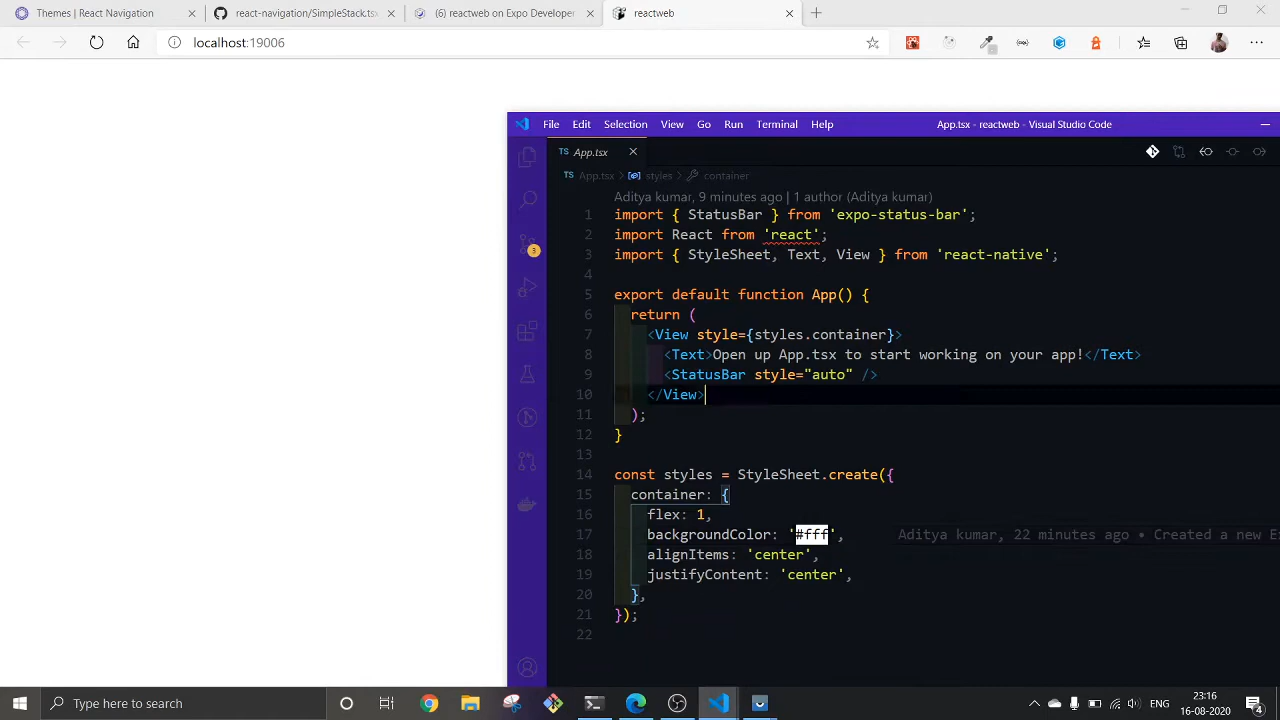 Themes | React Navigation
react-navigation/SimpleStack.ts
(6) reactweb on Expo Developer
reactweb
localhost:19006
File Edit Selection View Go Run Terminal Help
App.tsx - reactweb - Visual Studio Code
TS App.tsx
TS App.tsx > styles > container
Aditya kumar, 9 minutes ago | 1 author (Aditya kumar)
1 import { StatusBar } from 'expo-status-bar';
2 import React from 'react';
3 import { StyleSheet, Text, View } from 'react-native';
4
5 export default function App() {
6 return (
7 <View style={styles.container}>
8 <Text>Open up App.tsx to start working on your app!</Text>
9 <StatusBar style="auto" />
10 </View>
11 );
12 }
13
14 const styles = StyleSheet.create({
15 container: {
16 flex: 1,
17 backgroundColor: '#fff', Aditya kumar, 22 minutes ago • Created a new E
18 alignItems: 'center',
19 justifyContent: 'center',
20 },
21 });
22
3
Type here to search
ENG
23:16
16-08-2020